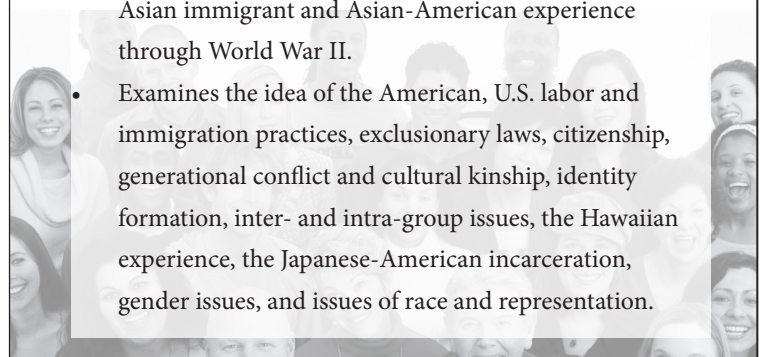 Asian immigrant and Asian-American experience
through World War II.
• Examines the idea of the American, U.S. labor and
immigration practices, exclusionary laws, citizenship,
generational conflict and cultural kinship, identity
formation, inter- and intra-group issues, the Hawaiian
experience, the Japanese-American incarceration,
gender issues, and issues of race and representation.